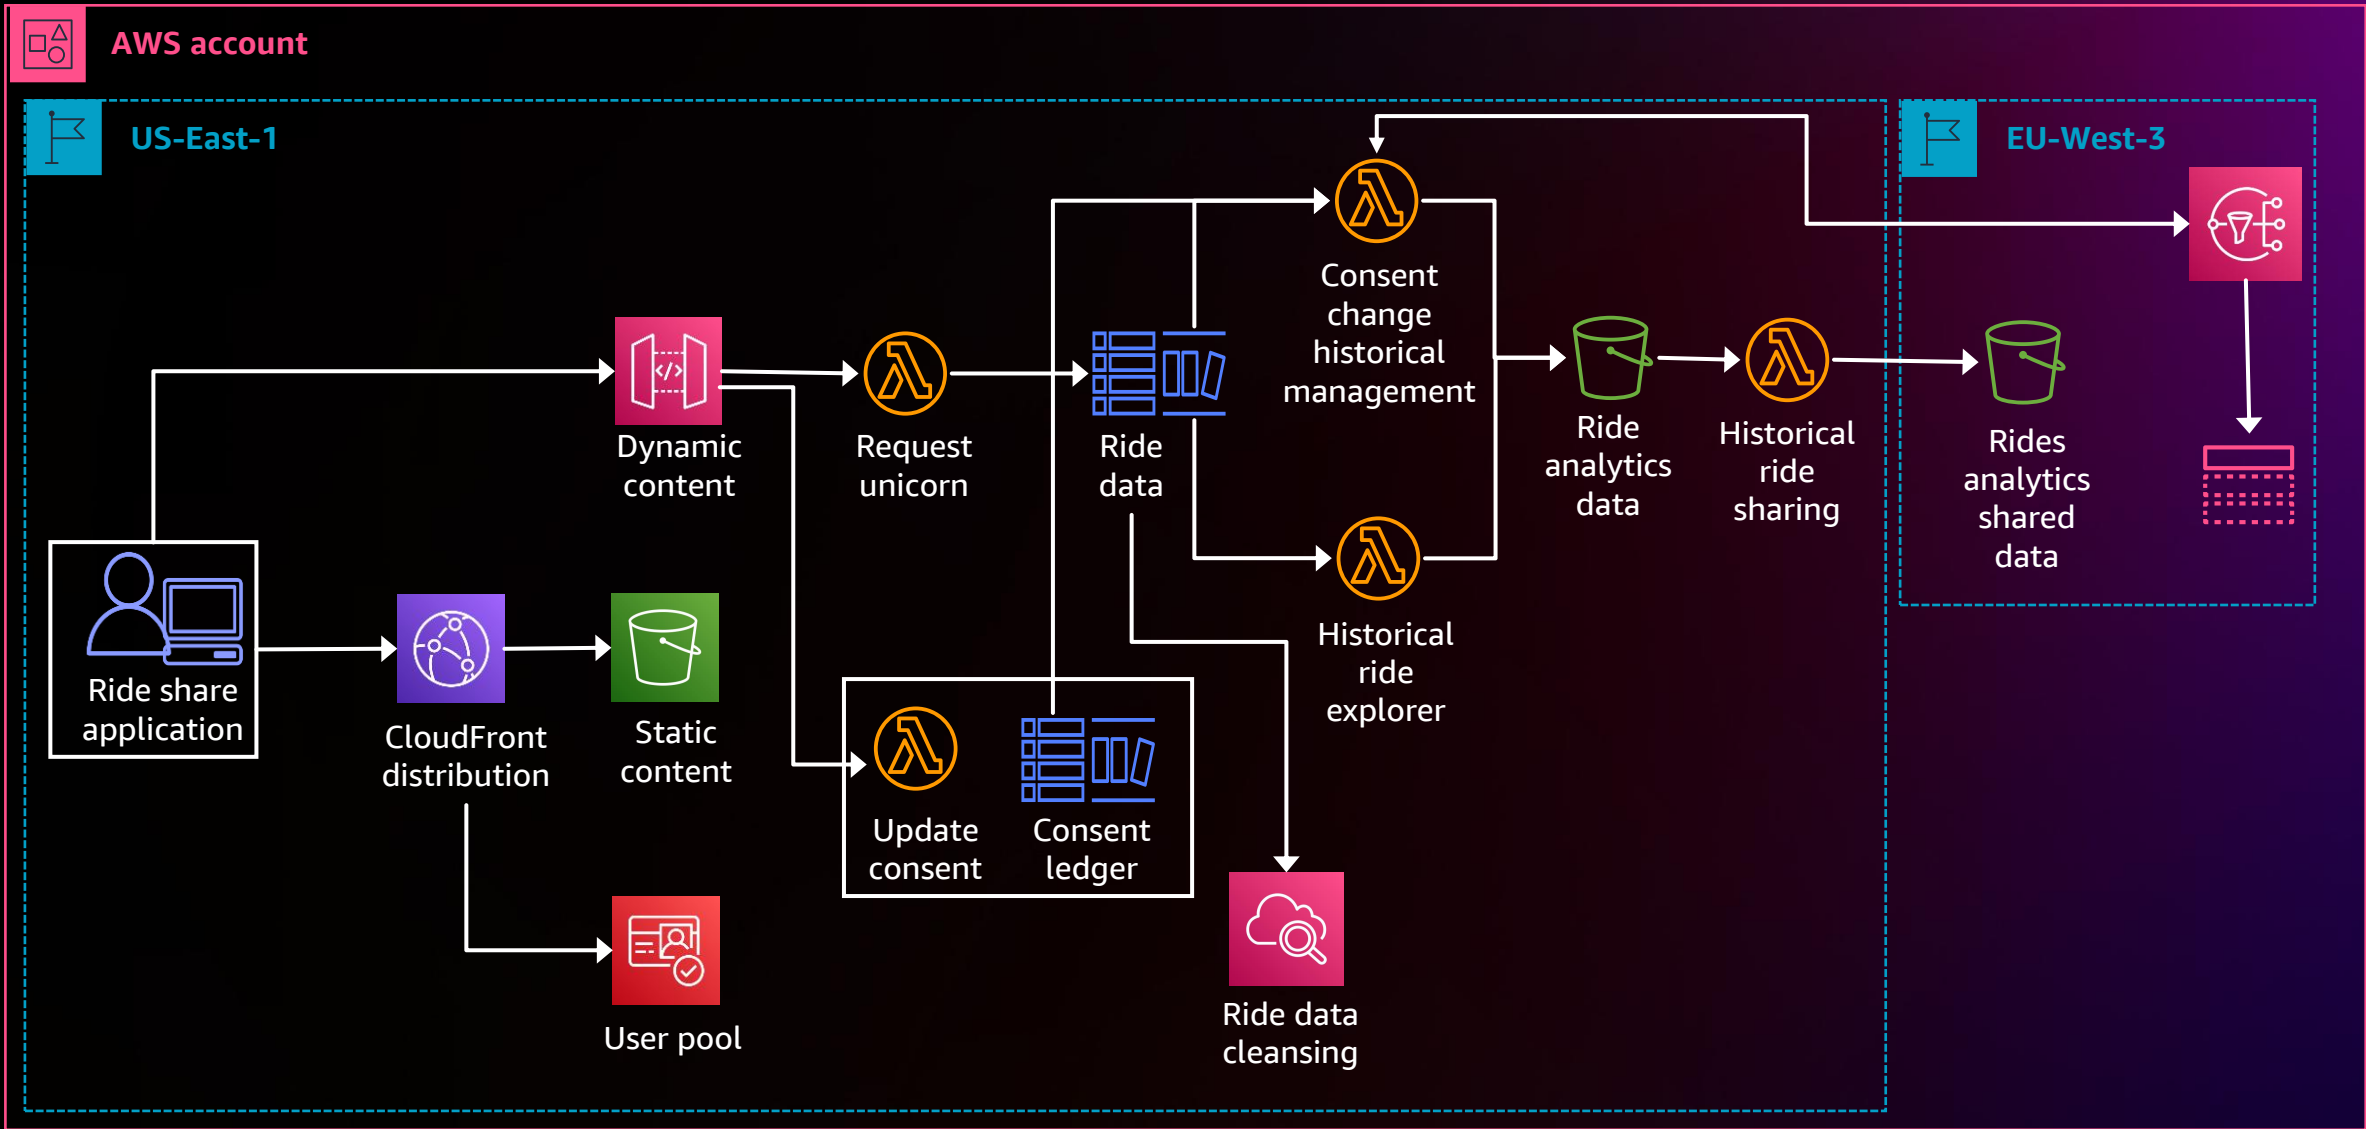 AWS account
US-East-1
EU-West-3
Consent
change
historical
management
Dynamic
content
Request
unicorn
Ride
data
Ride
analytics
data
Historical
ride
sharing
Rides
analytics
shared
data
Ride share
application
CloudFront
distribution
Static
content
Historical
ride
explorer
Update
consent
Consent
ledger
User pool
Ride data
cleansing